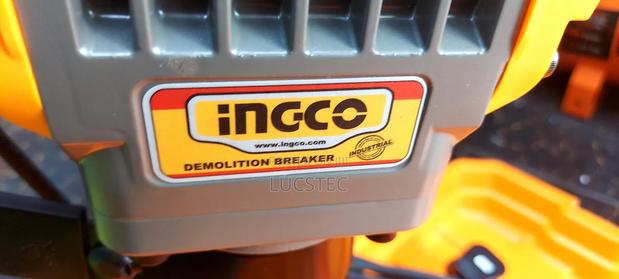 INGCO
www.ingco.com
DEMOLITION BREAKER
INDUSTRIAL
LUCSTEC